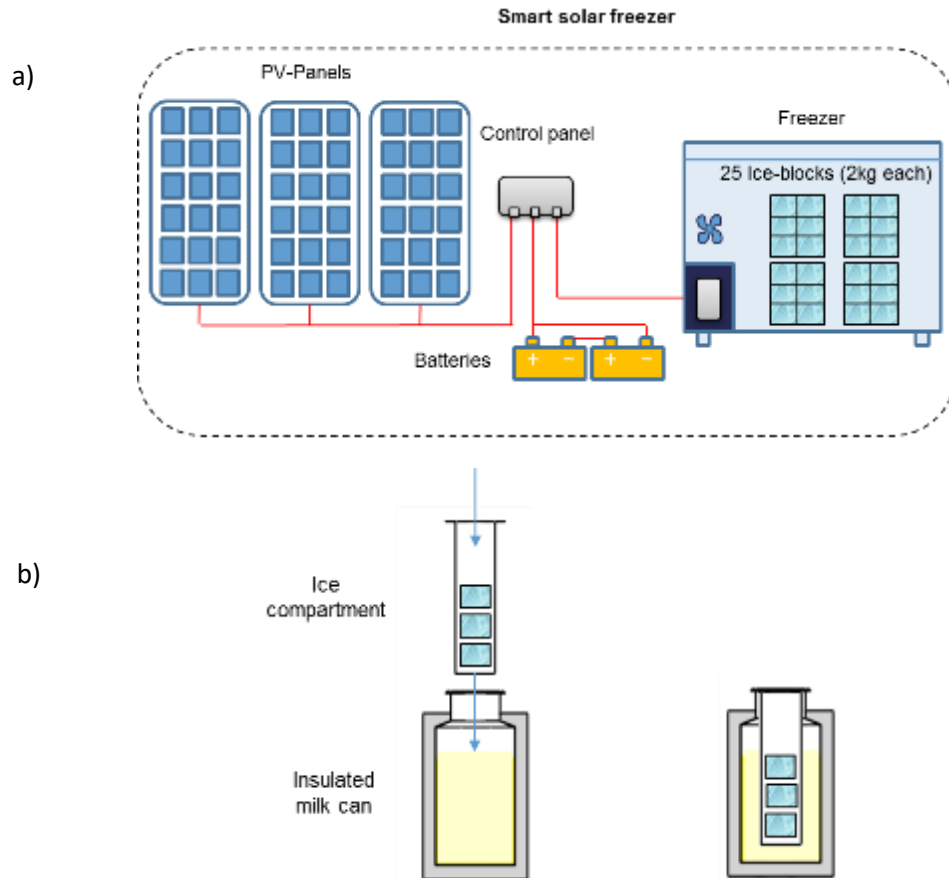 Smart solar freezer
a)
PV-Panels
Control panel
Freezer
25 Ice-blocks (2kg each)
Batteries
+ − + −
b)
Ice
compartment
Insulated
milk can